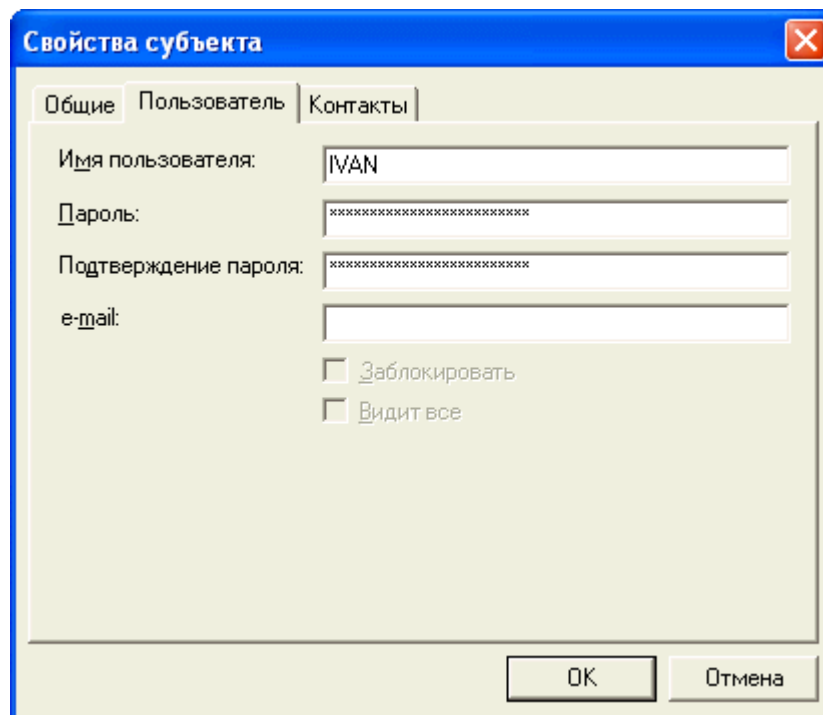 Свойства субъекта
Общие Пользователь Контакты
Имя пользователя: IVAN
Пароль: *************************
Подтверждение пароля: *************************
e-mail:
Заблокировать
Видит все
OK Отмена